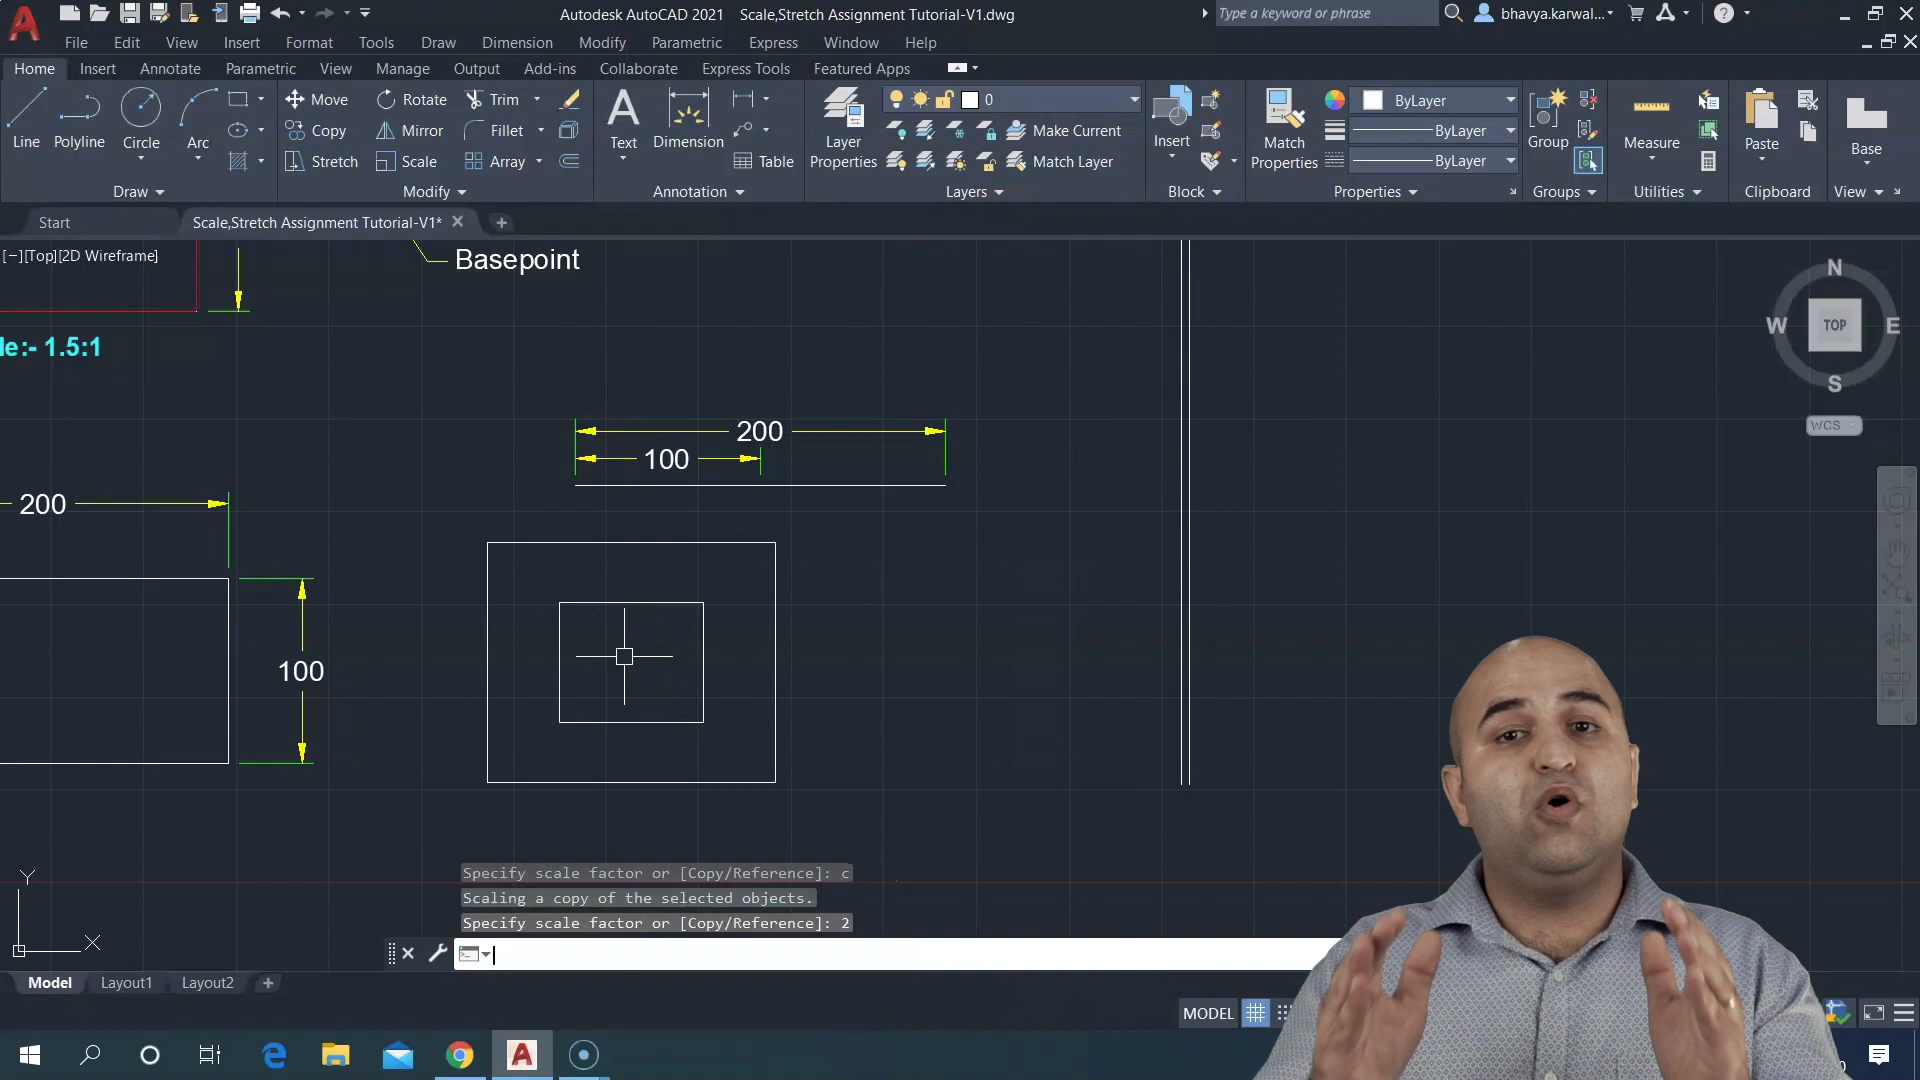 Autodesk AutoCAD 2021 Scale,Stretch Assignment Tutorial-V1.dwg
Type a keyword or phrase
bhavya.karwal...
File Edit View Insert Format Tools Draw Dimension Modify Parametric Express Window Help
Home Insert Annotate Parametric View Manage Output Add-ins Collaborate Express Tools Featured Apps
Line
Polyline
Circle
Arc
Draw
Move
Rotate
Trim
Copy
Mirror
Fillet
Stretch
Scale
Array
Modify
Text
Dimension
Table
Annotation
Layer Properties
0
Make Current
Match Layer
Layers
Insert
Block
Match Properties
ByLayer
ByLayer
ByLayer
Properties
Group
Groups
Measure
Utilities
Paste
Clipboard
Base
View
Start
Scale,Stretch Assignment Tutorial-V1*
[−][Top][2D Wireframe]
Basepoint
le:- 1.5:1
N
W
TOP
E
S
WCS
200
100
200
100
Y
X
Specify scale factor or [Copy/Reference]: c
Scaling a copy of the selected objects.
Specify scale factor or [Copy/Reference]: 2
Model Layout1 Layout2
MODEL